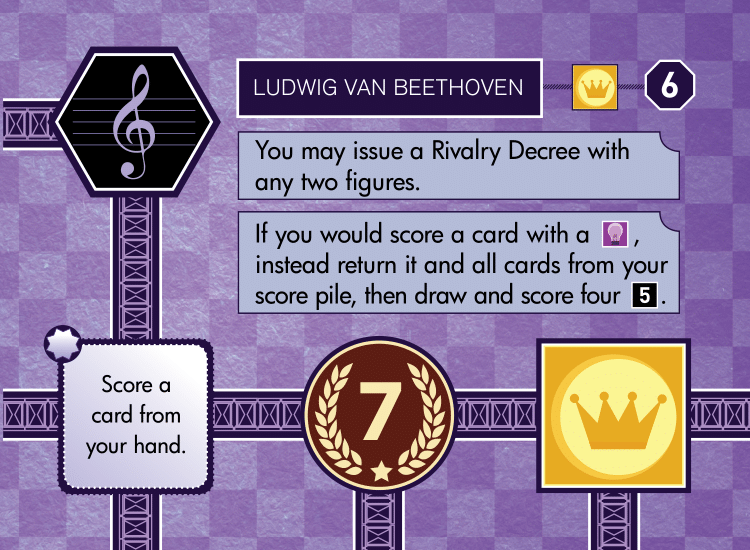 LUDWIG VAN BEETHOVEN
6
You may issue a Rivalry Decree with
any two figures.
If you would score a card with a ,
instead return it and all cards from your
score pile, then draw and score four 5.
Score a
card from
your hand.
7